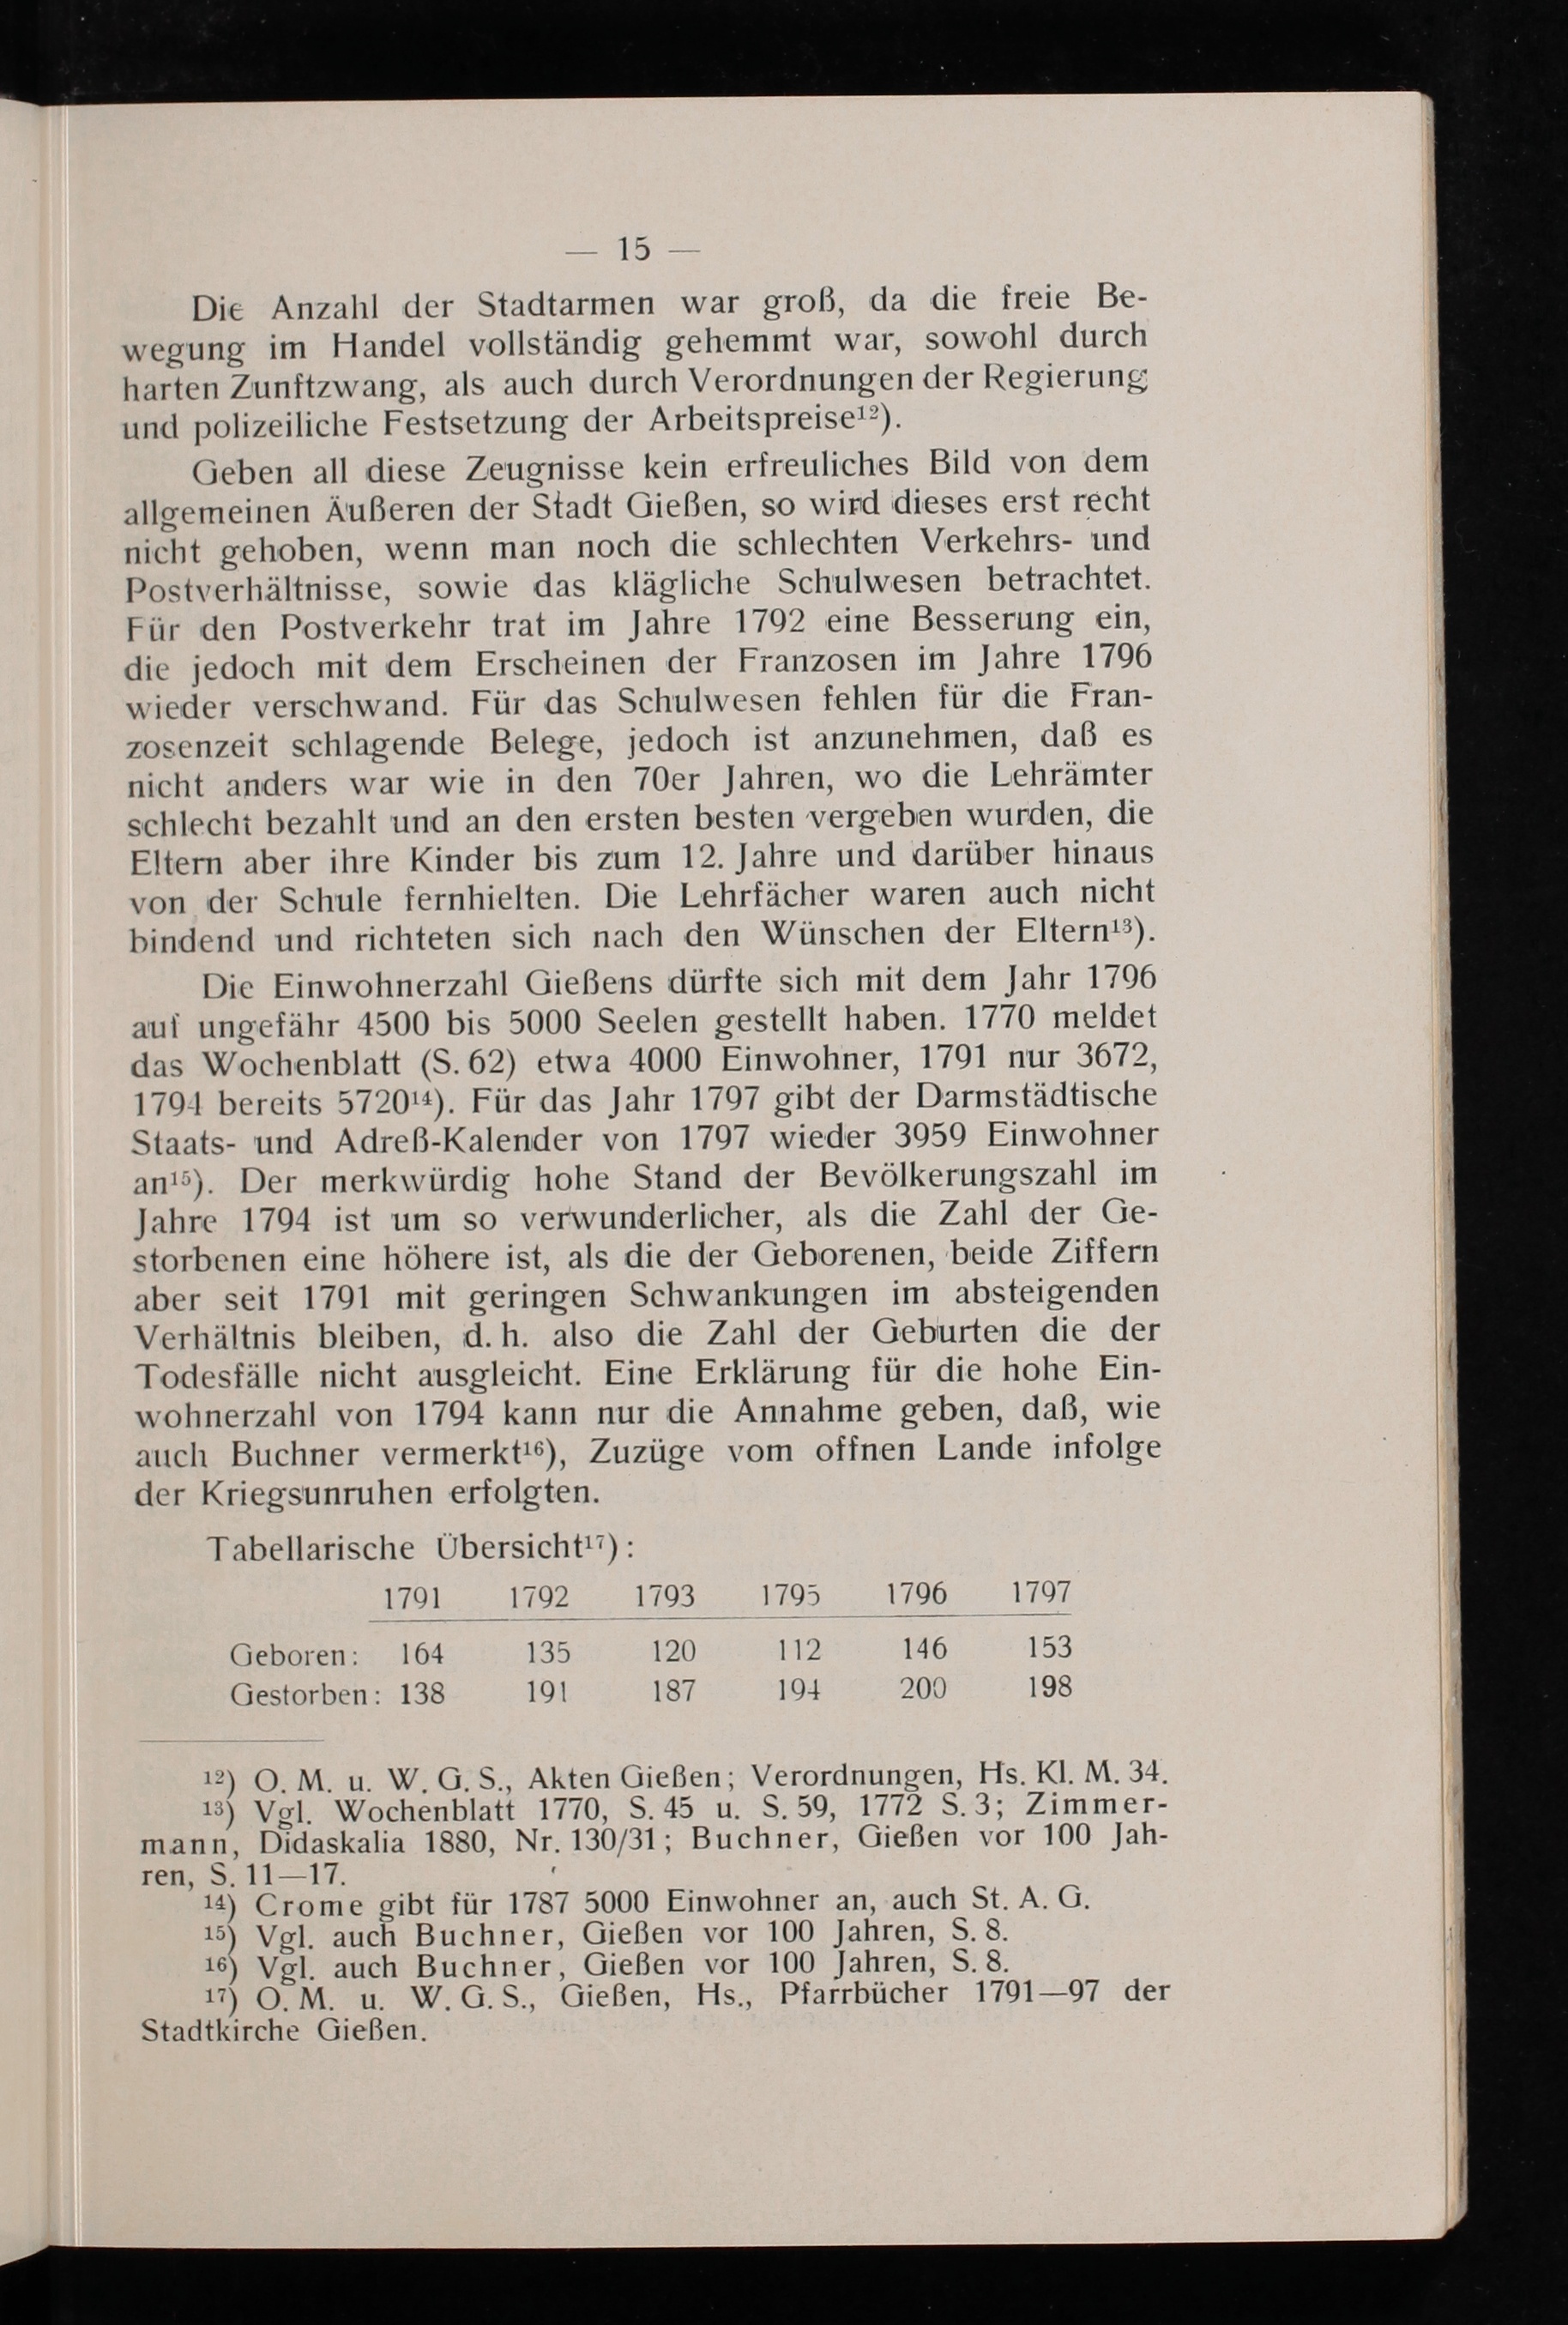 — 15 —
Die Anzahl der Stadtarmen war groß, da die freie Be-
wegung im Handel vollständig gehemmt war, sowohl durch
harten Zunftzwang, als auch durch Verordnungen der Regierung
und polizeiliche Festsetzung der Arbeitspreise¹²).
Geben all diese Zeugnisse kein erfreuliches Bild von dem
allgemeinen Äußeren der Stadt Gießen, so wird dieses erst recht
nicht gehoben, wenn man noch die schlechten Verkehrs- und
Postverhältnisse, sowie das klägliche Schulwesen betrachtet.
Für den Postverkehr trat im Jahre 1792 eine Besserung ein,
die jedoch mit dem Erscheinen der Franzosen im Jahre 1796
wieder verschwand. Für das Schulwesen fehlen für die Fran-
zosenzeit schlagende Belege, jedoch ist anzunehmen, daß es
nicht anders war wie in den 70er Jahren, wo die Lehrämter
schlecht bezahlt und an den ersten besten vergeben wurden, die
Eltern aber ihre Kinder bis zum 12. Jahre und darüber hinaus
von der Schule fernhielten. Die Lehrfächer waren auch nicht
bindend und richteten sich nach den Wünschen der Eltern¹³).
Die Einwohnerzahl Gießens dürfte sich mit dem Jahr 1796
auf ungefähr 4500 bis 5000 Seelen gestellt haben. 1770 meldet
das Wochenblatt (S. 62) etwa 4000 Einwohner, 1791 nur 3672,
1794 bereits 5720¹⁴). Für das Jahr 1797 gibt der Darmstädtische
Staats- und Adreß-Kalender von 1797 wieder 3959 Einwohner
an¹⁵). Der merkwürdig hohe Stand der Bevölkerungszahl im
Jahre 1794 ist um so verwunderlicher, als die Zahl der Ge-
storbenen eine höhere ist, als die der Geborenen, beide Ziffern
aber seit 1791 mit geringen Schwankungen im absteigenden
Verhältnis bleiben, d. h. also die Zahl der Geburten die der
Todesfälle nicht ausgleicht. Eine Erklärung für die hohe Ein-
wohnerzahl von 1794 kann nur die Annahme geben, daß, wie
auch Buchner vermerkt¹⁶), Zuzüge vom offnen Lande infolge
der Kriegsunruhen erfolgten.
Tabellarische Übersicht¹⁷):
1791 1792 1793 1795 1796 1797
Geboren: 164 135 120 112 146 153
Gestorben: 138 191 187 194 200 198
¹²) O. M. u. W. G. S., Akten Gießen; Verordnungen, Hs. Kl. M. 34.
¹³) Vgl. Wochenblatt 1770, S. 45 u. S. 59, 1772 S. 3; Zimmer-
mann, Didaskalia 1880, Nr. 130/31; Buchner, Gießen vor 100 Jah-
ren, S. 11—17.
¹⁴) Crome gibt für 1787 5000 Einwohner an, auch St. A. G.
¹⁵) Vgl. auch Buchner, Gießen vor 100 Jahren, S. 8.
¹⁶) Vgl. auch Buchner, Gießen vor 100 Jahren, S. 8.
¹⁷) O. M. u. W. G. S., Gießen, Hs., Pfarrbücher 1791—97 der
Stadtkirche Gießen.